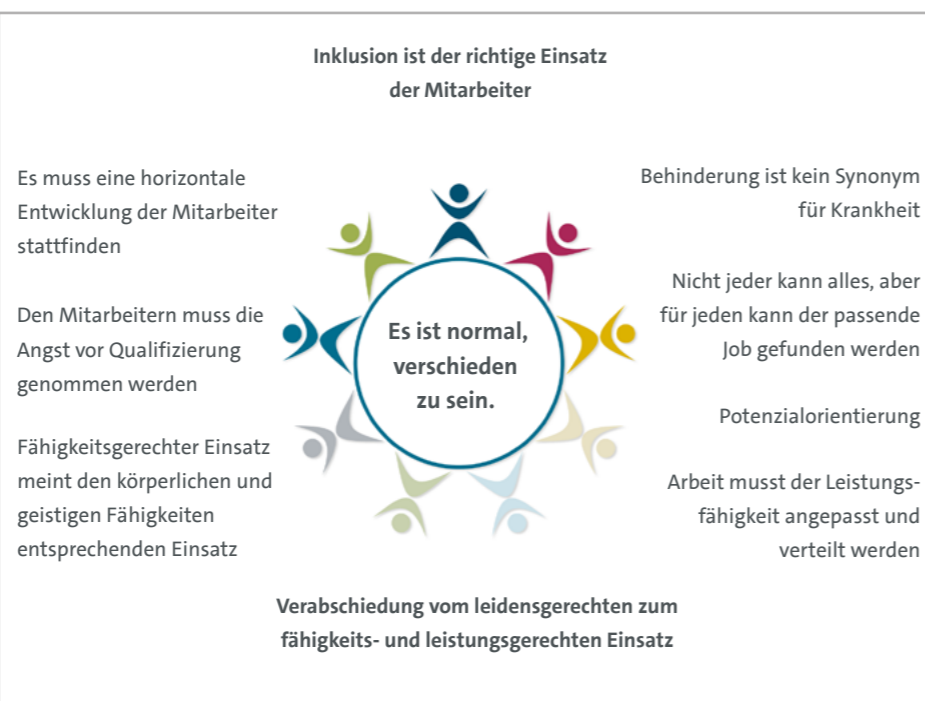 Inklusion ist der richtige Einsatz
der Mitarbeiter
Es muss eine horizontale
Entwicklung der Mitarbeiter
stattfinden
Den Mitarbeitern muss die
Angst vor Qualifizierung
genommen werden
Fähigkeitsgerechter Einsatz
meint den körperlichen und
geistigen Fähigkeiten
entsprechenden Einsatz
Es ist normal,
verschieden
zu sein.
Behinderung ist kein Synonym
für Krankheit
Nicht jeder kann alles, aber
für jeden kann der passende
Job gefunden werden
Potenzialorientierung
Arbeit musst der Leistungs-
fähigkeit angepasst und
verteilt werden
Verabschiedung vom leidensgerechten zum
fähigkeits- und leistungsgerechten Einsatz